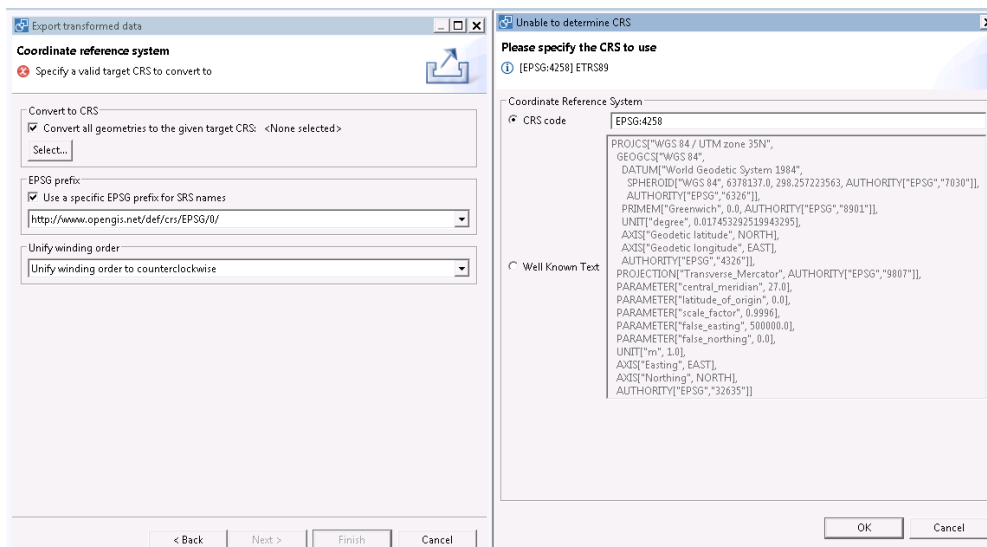 Export transformed data
Coordinate reference system
Specify a valid target CRS to convert to
Convert to CRS
Convert all geometries to the given target CRS: <None selected>
Select...
EPSG prefix
Use a specific EPSG prefix for SRS names
http://www.opengis.net/def/crs/EPSG/0/
Unify winding order
Unify winding order to counterclockwise
< Back
Next >
Finish
Cancel
Unable to determine CRS
Please specify the CRS to use
[EPSG:4258] ETRS89
Coordinate Reference System
CRS code
EPSG:4258
Well Known Text
PROJCS["WGS 84 / UTM zone 35N",
GEOGCS["WGS 84",
DATUM["World Geodetic System 1984",
SPHEROID["WGS 84", 6378137.0, 298.257223563, AUTHORITY["EPSG","7030"]],
AUTHORITY["EPSG","6326"]],
PRIMEM["Greenwich", 0.0, AUTHORITY["EPSG","8901"]],
UNIT["degree", 0.017453292519943295],
AXIS["Geodetic latitude", NORTH],
AXIS["Geodetic longitude", EAST],
AUTHORITY["EPSG","4326"]],
PROJECTION["Transverse_Mercator", AUTHORITY["EPSG","9807"]],
PARAMETER["central_meridian", 27.0],
PARAMETER["latitude_of_origin", 0.0],
PARAMETER["scale_factor", 0.9996],
PARAMETER["false_easting", 500000.0],
PARAMETER["false_northing", 0.0],
UNIT["m", 1.0],
AXIS["Easting", EAST],
AXIS["Northing", NORTH],
AUTHORITY["EPSG","32635"]]
OK
Cancel